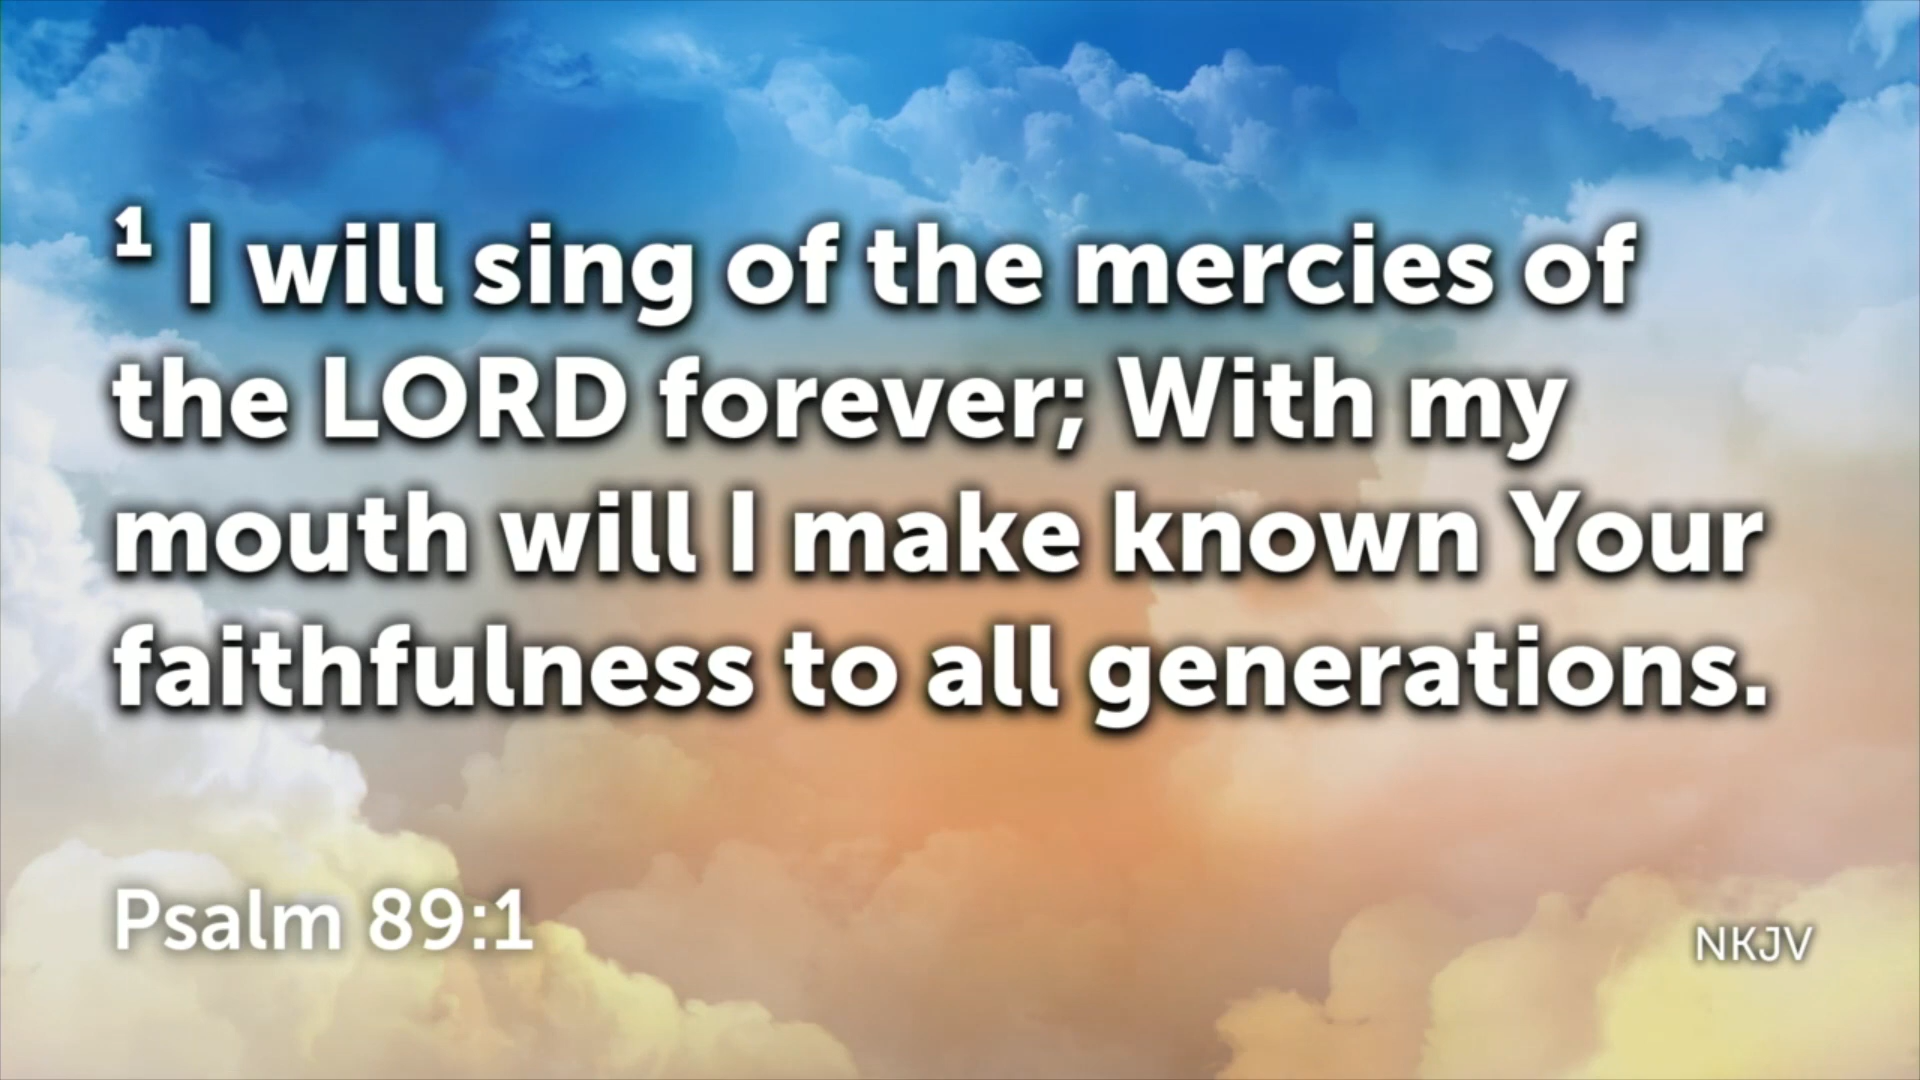 ¹ I will sing of the mercies of
the LORD forever; With my
mouth will I make known Your
faithfulness to all generations.
Psalm 89:1
NKJV